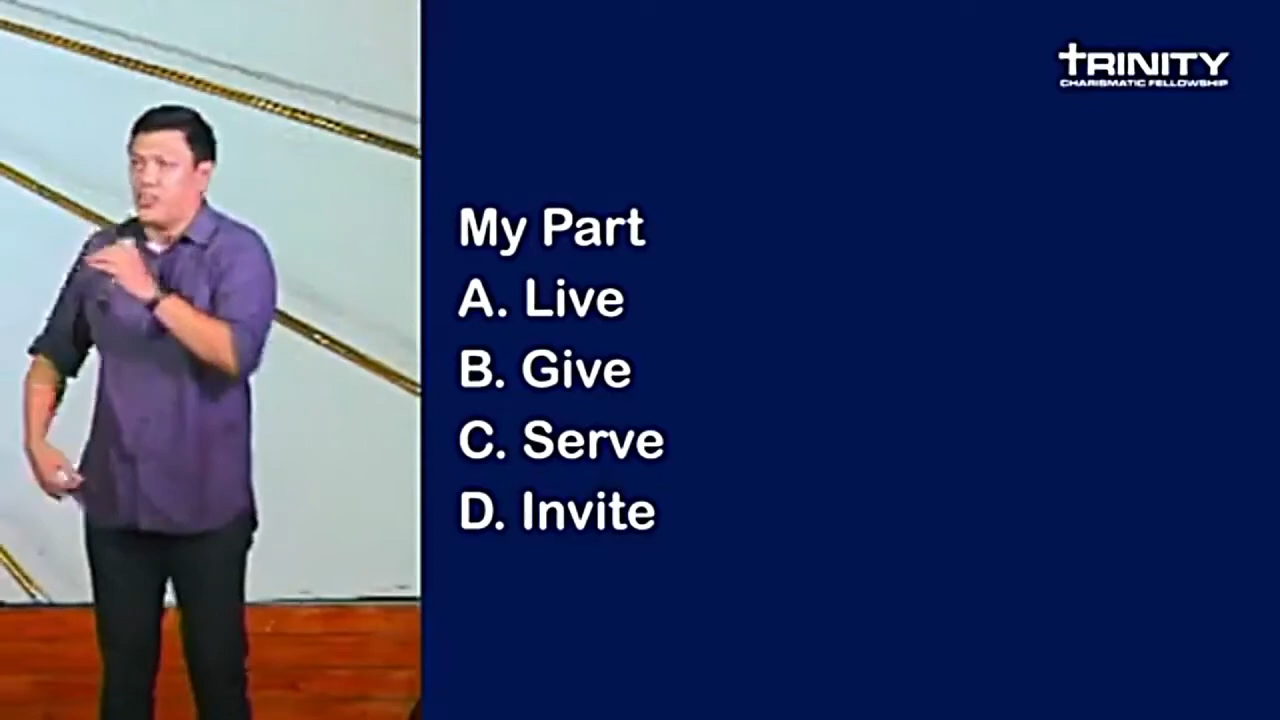 TRINITY
CHARISMATIC FELLOWSHIP
My Part
A. Live
B. Give
C. Serve
D. Invite